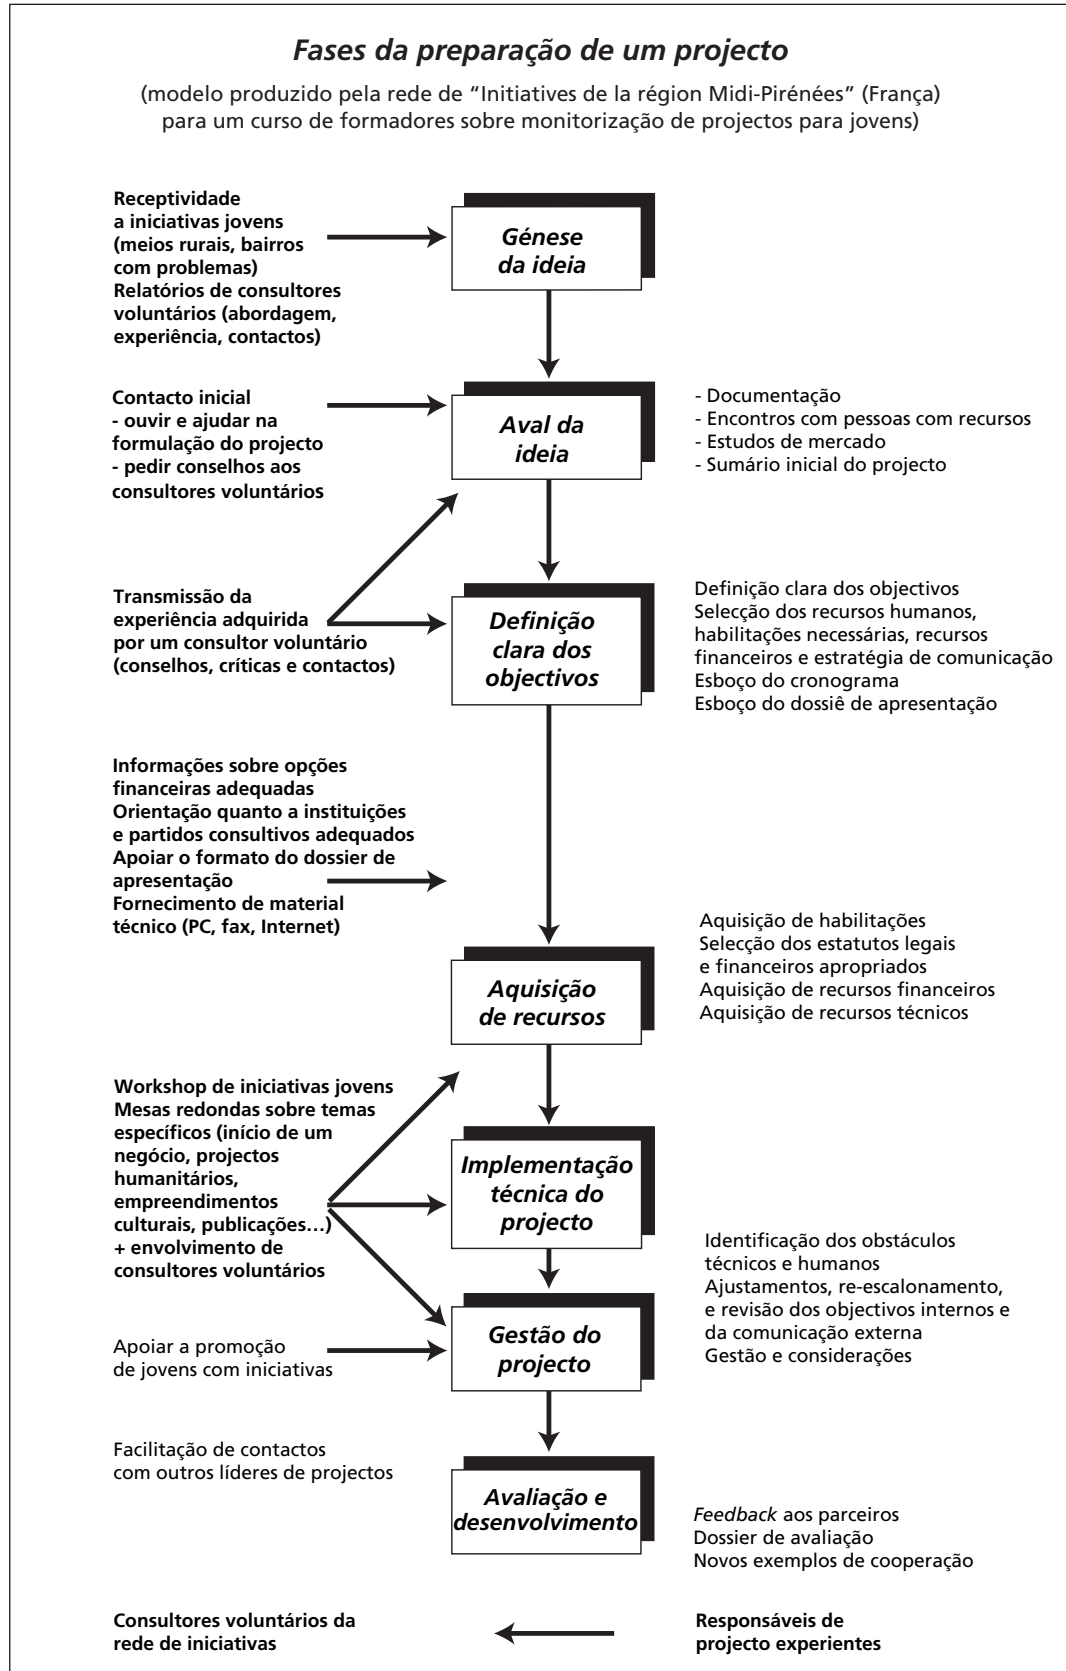 Fases da preparação de um projecto
(modelo produzido pela rede de “Initiatives de la région Midi-Pirénées” (França)
para um curso de formadores sobre monitorização de projectos para jovens)
Receptividade
a iniciativas jovens
(meios rurais, bairros
com problemas)
Relatórios de consultores
voluntários (abordagem,
experiência, contactos)
Génese
da ideia
Contacto inicial
- ouvir e ajudar na
formulação do projecto
- pedir conselhos aos
consultores voluntários
Aval da
ideia
- Documentação
- Encontros com pessoas com recursos
- Estudos de mercado
- Sumário inicial do projecto
Transmissão da
experiência adquirida
por um consultor voluntário
(conselhos, críticas e contactos)
Definição
clara dos
objectivos
Definição clara dos objectivos
Selecção dos recursos humanos,
habilitações necessárias, recursos
financeiros e estratégia de comunicação
Esboço do cronograma
Esboço do dossiê de apresentação
Informações sobre opções
financeiras adequadas
Orientação quanto a instituições
e partidos consultivos adequados
Apoiar o formato do dossier de
apresentação
Fornecimento de material
técnico (PC, fax, Internet)
Aquisição
de recursos
Aquisição de habilitações
Selecção dos estatutos legais
e financeiros apropriados
Aquisição de recursos financeiros
Aquisição de recursos técnicos
Workshop de iniciativas jovens
Mesas redondas sobre temas
específicos (início de um
negócio, projectos
humanitários,
empreendimentos
culturais, publicações…)
+ envolvimento de
consultores voluntários
Implementação
técnica do
projecto
Identificação dos obstáculos
técnicos e humanos
Ajustamentos, re-escalonamento,
e revisão dos objectivos internos e
da comunicação externa
Gestão e considerações
Apoiar a promoção
de jovens com iniciativas
Gestão do
projecto
Facilitação de contactos
com outros líderes de projectos
Avaliação e
desenvolvimento
Feedback aos parceiros
Dossier de avaliação
Novos exemplos de cooperação
Consultores voluntários da
rede de iniciativas
Responsáveis de
projecto experientes